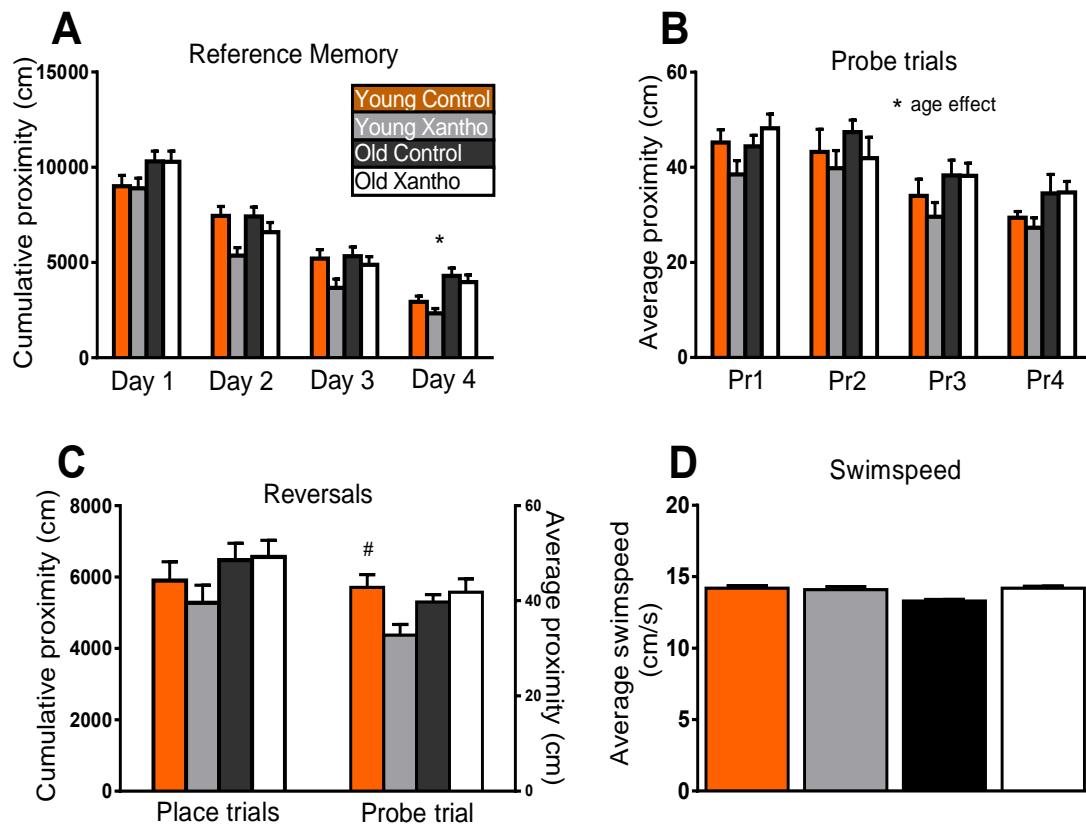 A
Reference Memory
Cumulative proximity (cm)
15000
10000
5000
0
Young Control
Young Xantho
Old Control
Old Xantho
*
Day 1 Day 2 Day 3 Day 4
B
Probe trials
* age effect
Average proximity (cm)
60
40
20
0
Pr1 Pr2 Pr3 Pr4
C
Reversals
Cumulative proximity (cm)
8000
6000
4000
2000
0
#
60
40
20
0
Average proximity (cm)
Place trials Probe trial
D
Swimspeed
Average swimspeed
(cm/s)
20
15
10
5
0